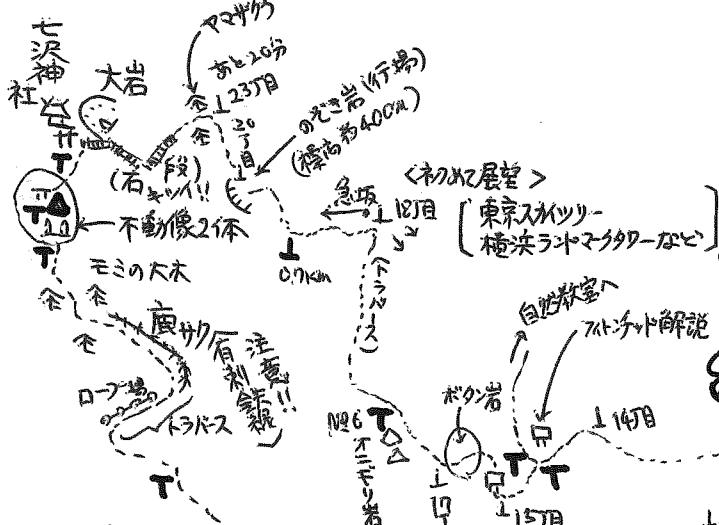 七沢神
社
大岩
ヤマザクラ
あと20分
23丁目
20丁目
のぞき岩(行場)
(標高約400m)
(石段)
キツイ!!
不動像2体
急坂
18丁目
<初めて展望>
東京スカイツリー
横浜ランドマークタワーなど
0.7Km
(トラバース)
モミの大木
鹿サク
(有刺鉄線)
注意!!
ロープ場
トラバース
No.6
オニギリ岩
ボタン岩
自然教室へ
フィトンチッド解説
14丁目
15丁目
17
丁